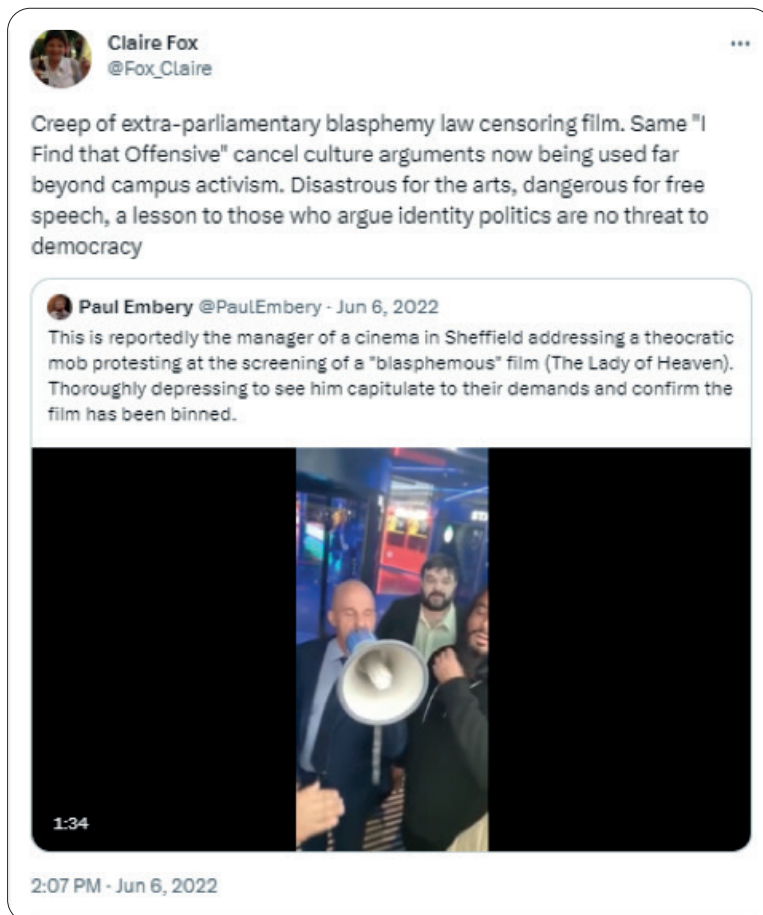 Claire Fox
@Fox_Claire
Creep of extra-parliamentary blasphemy law censoring film. Same "I
Find that Offensive" cancel culture arguments now being used far
beyond campus activism. Disastrous for the arts, dangerous for free
speech, a lesson to those who argue identity politics are no threat to
democracy
Paul Embery @PaulEmbery · Jun 6, 2022
This is reportedly the manager of a cinema in Sheffield addressing a theocratic
mob protesting at the screening of a "blasphemous" film (The Lady of Heaven).
Thoroughly depressing to see him capitulate to their demands and confirm the
film has been binned.
1:34
2:07 PM · Jun 6, 2022